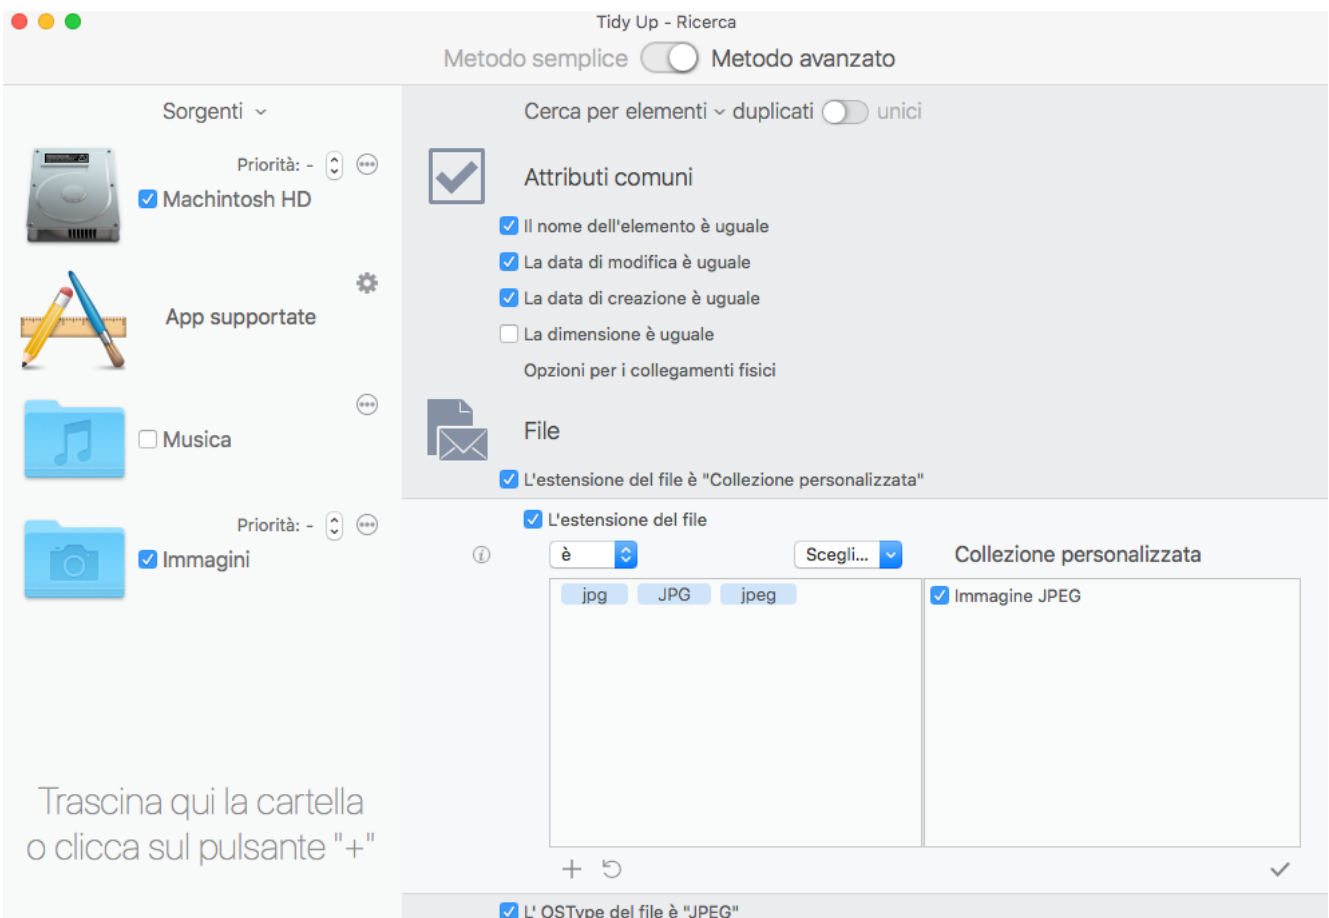 Tidy Up - Ricerca
Metodo semplice Metodo avanzato
Sorgenti
Priorità: -
Machintosh HD
App supportate
Musica
Priorità: -
Immagini
Trascina qui la cartella
o clicca sul pulsante "+"
Cerca per elementi duplicati unici
Attributi comuni
Il nome dell'elemento è uguale
La data di modifica è uguale
La data di creazione è uguale
La dimensione è uguale
Opzioni per i collegamenti fisici
File
L'estensione del file è "Collezione personalizzata"
L'estensione del file
è Scegli... Collezione personalizzata
jpg JPG jpeg Immagine JPEG
L' OSType del file è "JPEG"